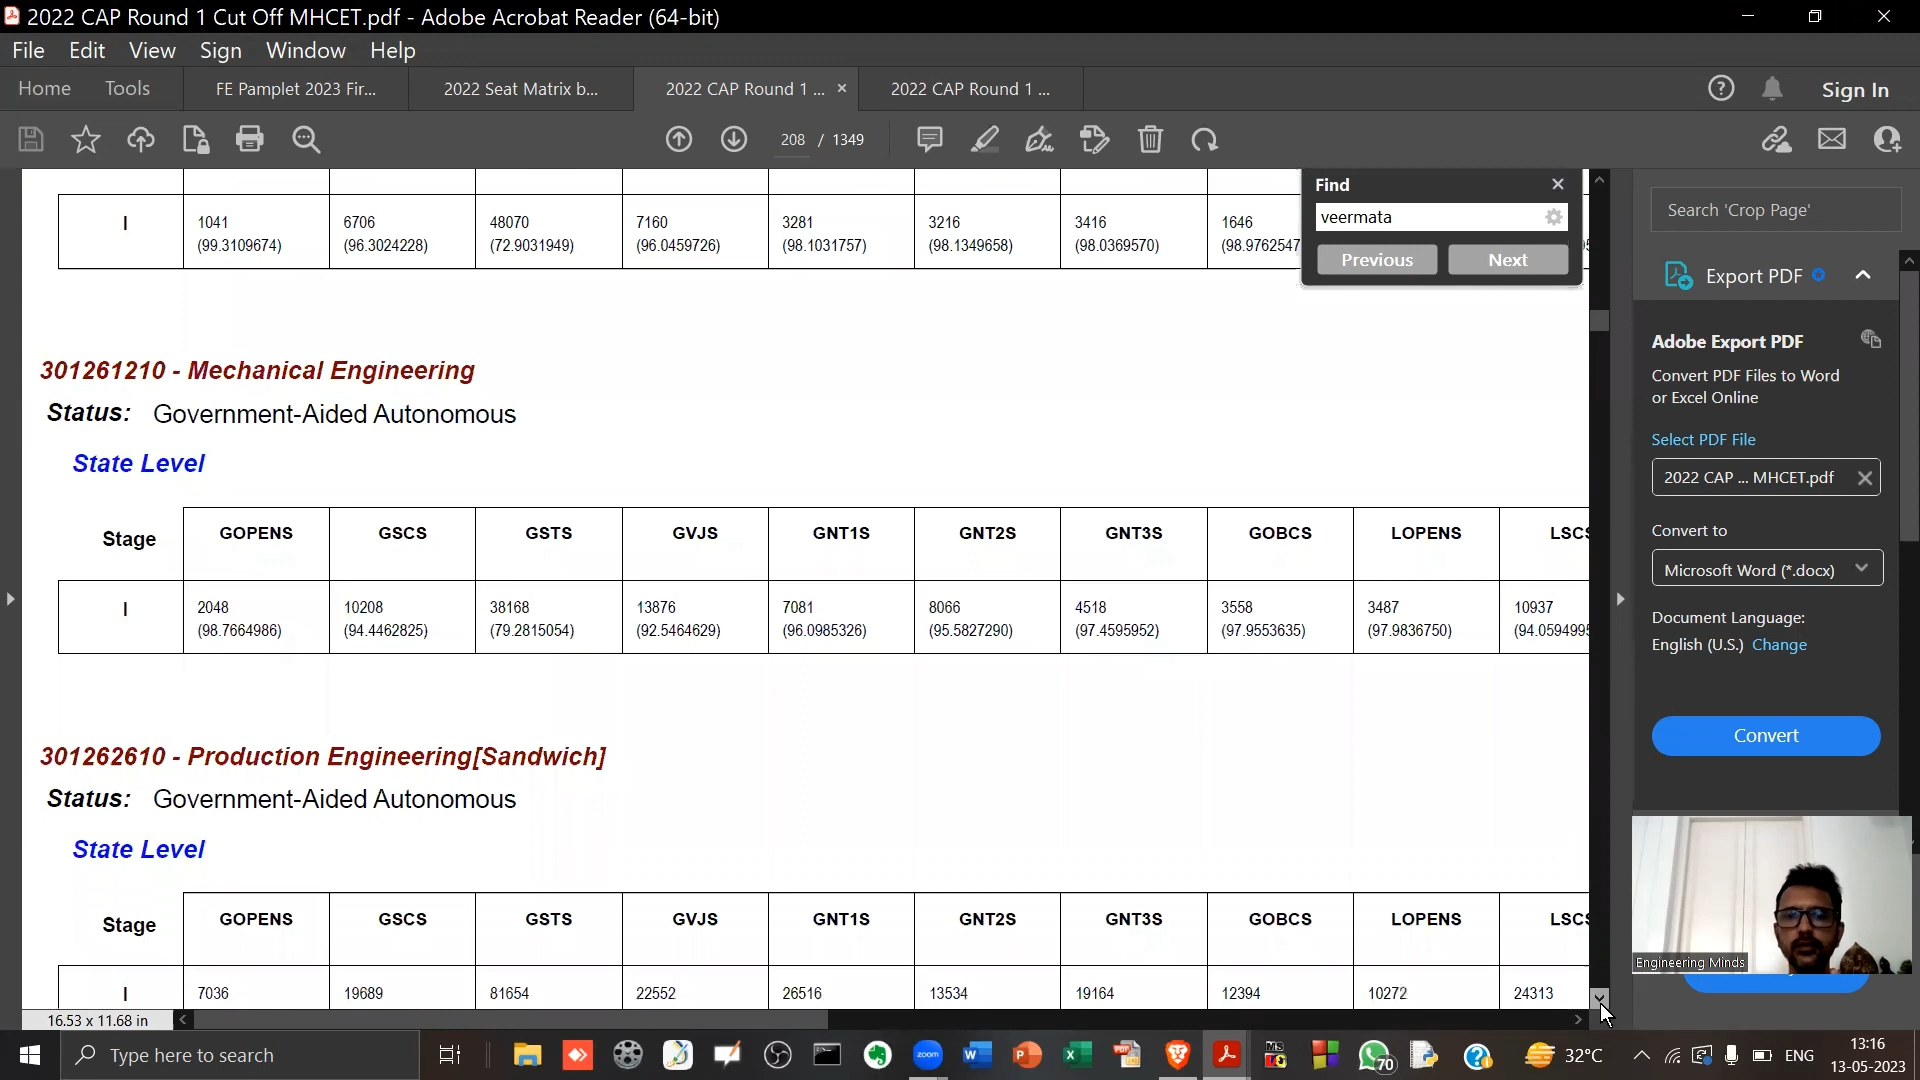 2022 CAP Round 1 Cut Off MHCET.pdf - Adobe Acrobat Reader (64-bit)
File Edit View Sign Window Help
Home Tools FE Pamplet 2023 Fir... 2022 Seat Matrix b... 2022 CAP Round 1 ... 2022 CAP Round 1 ... Sign In
208 / 1349
Find
veermata
Previous Next
I 1041 6706 48070 7160 3281 3216 3416 1646
(99.3109674) (96.3024228) (72.9031949) (96.0459726) (98.1031757) (98.1349658) (98.0369570) (98.9762547
301261210 - Mechanical Engineering
Status: Government-Aided Autonomous
State Level
Stage GOPENS GSCS GSTS GVJS GNT1S GNT2S GNT3S GOBCS LOPENS LSCS
I 2048 10208 38168 13876 7081 8066 4518 3558 3487 10937
(98.7664986) (94.4462825) (79.2815054) (92.5464629) (96.0985326) (95.5827290) (97.4595952) (97.9553635) (97.9836750) (94.0594995
301262610 - Production Engineering[Sandwich]
Status: Government-Aided Autonomous
State Level
Stage GOPENS GSCS GSTS GVJS GNT1S GNT2S GNT3S GOBCS LOPENS LSCS
I 7036 19689 81654 22552 26516 13534 19164 12394 10272 24313
16.53 x 11.68 in
Search 'Crop Page'
Export PDF
Adobe Export PDF
Convert PDF Files to Word
or Excel Online
Select PDF File
2022 CAP ... MHCET.pdf
Convert to
Microsoft Word (*.docx)
Document Language:
English (U.S.) Change
Convert
Engineering Minds
Type here to search
zoom
70
32°C
ENG
13:16
13-05-2023